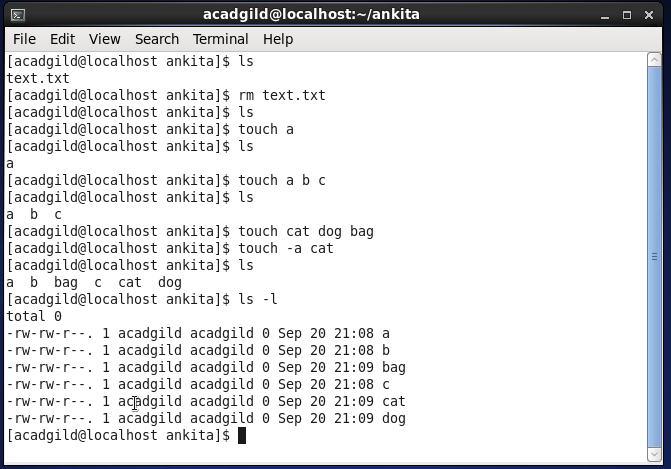 acadgild@localhost:~/ankita
File Edit View Search Terminal Help
[acadgild@localhost ankita]$ ls
text.txt
[acadgild@localhost ankita]$ rm text.txt
[acadgild@localhost ankita]$ ls
[acadgild@localhost ankita]$ touch a
[acadgild@localhost ankita]$ ls
a
[acadgild@localhost ankita]$ touch a b c
[acadgild@localhost ankita]$ ls
a  b  c
[acadgild@localhost ankita]$ touch cat dog bag
[acadgild@localhost ankita]$ touch -a cat
[acadgild@localhost ankita]$ ls
a  b  bag  c  cat  dog
[acadgild@localhost ankita]$ ls -l
total 0
-rw-rw-r--. 1 acadgild acadgild 0 Sep 20 21:08 a
-rw-rw-r--. 1 acadgild acadgild 0 Sep 20 21:08 b
-rw-rw-r--. 1 acadgild acadgild 0 Sep 20 21:09 bag
-rw-rw-r--. 1 acadgild acadgild 0 Sep 20 21:08 c
-rw-rw-r--. 1 acadgild acadgild 0 Sep 20 21:09 cat
-rw-rw-r--. 1 acadgild acadgild 0 Sep 20 21:09 dog
[acadgild@localhost ankita]$